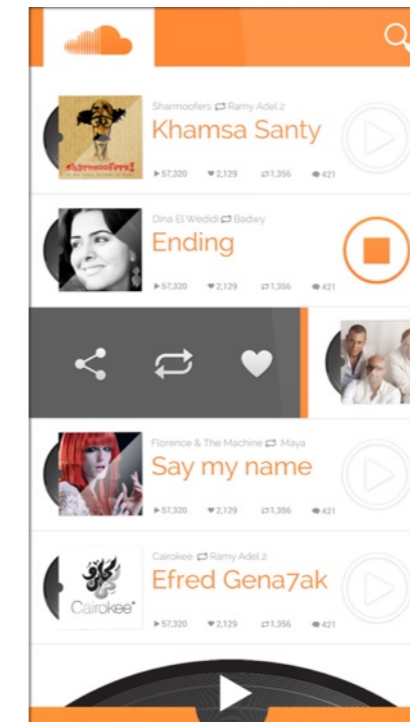 Sharmoofers Ramy Adel 2
Khamsa Santy
sharmoofers!
57,320 2,129 1,356 421
Dina El Wedidi Badwy
Ending
57,320 2,129 1,356 421
Florence & The Machine Maya
Say my name
57,320 2,129 1,356 421
Cairokee Ramy Adel 2
Efred Gena7ak
Cairokee
57,320 2,129 1,356 421